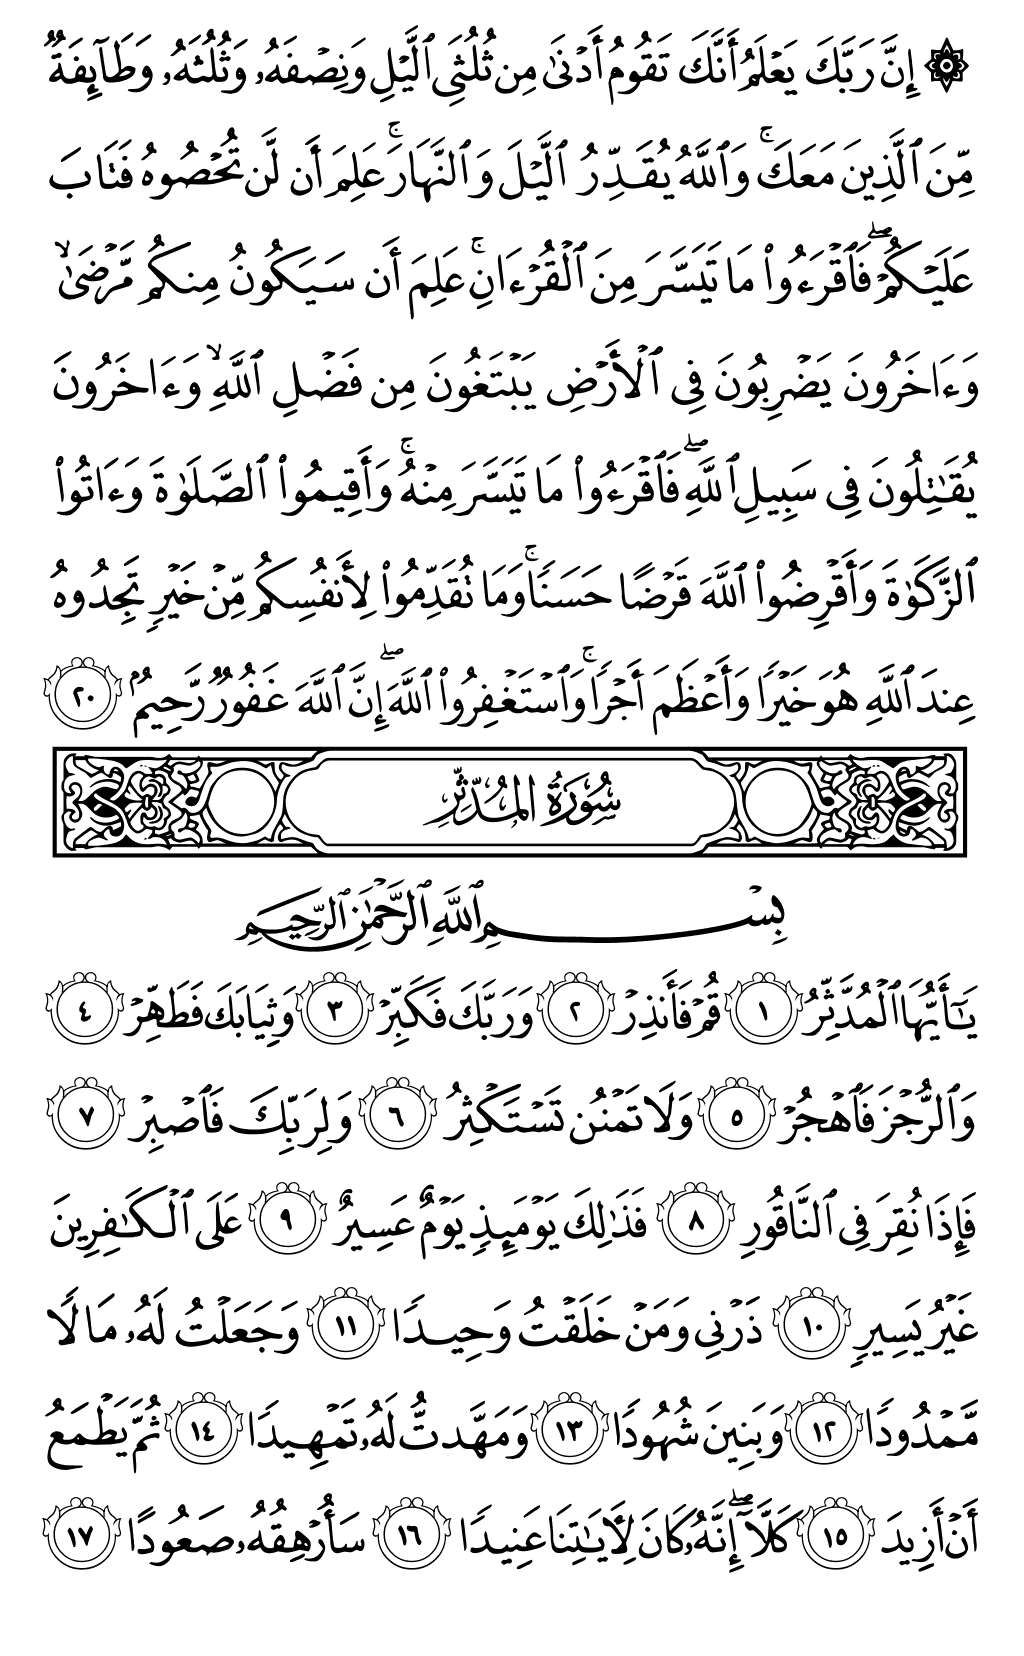 ۞ إِنَّ رَبَّكَ يَعۡلَمُ أَنَّكَ تَقُومُ أَدۡنَىٰ مِن ثُلُثَيِ ٱلَّيۡلِ وَنِصۡفَهُۥ وَثُلُثَهُۥ وَطَآئِفَةٞ
مِّنَ ٱلَّذِينَ مَعَكَۚ وَٱللَّهُ يُقَدِّرُ ٱلَّيۡلَ وَٱلنَّهَارَۚ عَلِمَ أَن لَّن تُحۡصُوهُ فَتَابَ
عَلَيۡكُمۡۖ فَٱقۡرَءُواْ مَا تَيَسَّرَ مِنَ ٱلۡقُرۡءَانِۚ عَلِمَ أَن سَيَكُونُ مِنكُم مَّرۡضَىٰ وَ
ءَاخَرُونَ يَضۡرِبُونَ فِي ٱلۡأَرۡضِ يَبۡتَغُونَ مِن فَضۡلِ ٱللَّهِ وَءَاخَرُونَ
يُقَٰتِلُونَ فِي سَبِيلِ ٱللَّهِۖ فَٱقۡرَءُواْ مَا تَيَسَّرَ مِنۡهُۚ وَأَقِيمُواْ ٱلصَّلَوٰةَ وَءَاتُواْ
ٱلزَّكَوٰةَ وَأَقۡرِضُواْ ٱللَّهَ قَرۡضًا حَسَنٗاۚ وَمَا تُقَدِّمُواْ لِأَنفُسِكُم مِّنۡ خَيۡرٖ تَجِدُوهُ
عِندَ ٱللَّهِ هُوَ خَيۡرٗا وَأَعۡظَمَ أَجۡرٗاۚ وَٱسۡتَغۡفِرُواْ ٱللَّهَۖ إِنَّ ٱللَّهَ غَفُورٞ رَّحِيمُۢ ٢٠
سُورَةُ المُدَّثِّرِ
بِسۡمِ ٱللَّهِ ٱلرَّحۡمَٰنِ ٱلرَّحِيمِ
يَٰٓأَيُّهَا ٱلۡمُدَّثِّرُ ١ قُمۡ فَأَنذِرۡ ٢ وَرَبَّكَ فَكَبِّرۡ ٣ وَثِيَابَكَ فَطَهِّرۡ ٤
وَٱلرُّجۡزَ فَٱهۡجُرۡ ٥ وَلَا تَمۡنُن تَسۡتَكۡثِرُ ٦ وَلِرَبِّكَ فَٱصۡبِرۡ ٧
فَإِذَا نُقِرَ فِي ٱلنَّاقُورِ ٨ فَذَٰلِكَ يَوۡمَئِذٖ يَوۡمٌ عَسِيرٌ ٩ عَلَى ٱلۡكَٰفِرِينَ
غَيۡرُ يَسِيرٖ ١٠ ذَرۡنِي وَمَنۡ خَلَقۡتُ وَحِيدٗا ١١ وَجَعَلۡتُ لَهُۥ مَالٗا
مَّمۡدُودٗا ١٢ وَبَنِينَ شُهُودٗا ١٣ وَمَهَّدتُّ لَهُۥ تَمۡهِيدٗا ١٤ ثُمَّ يَطۡمَعُ
أَنۡ أَزِيدَ ١٥ كَلَّآۖ إِنَّهُۥ كَانَ لِأٓيَٰتِنَا عَنِيدٗا ١٦ سَأُرۡهِقُهُۥ صَعُودًا ١٧